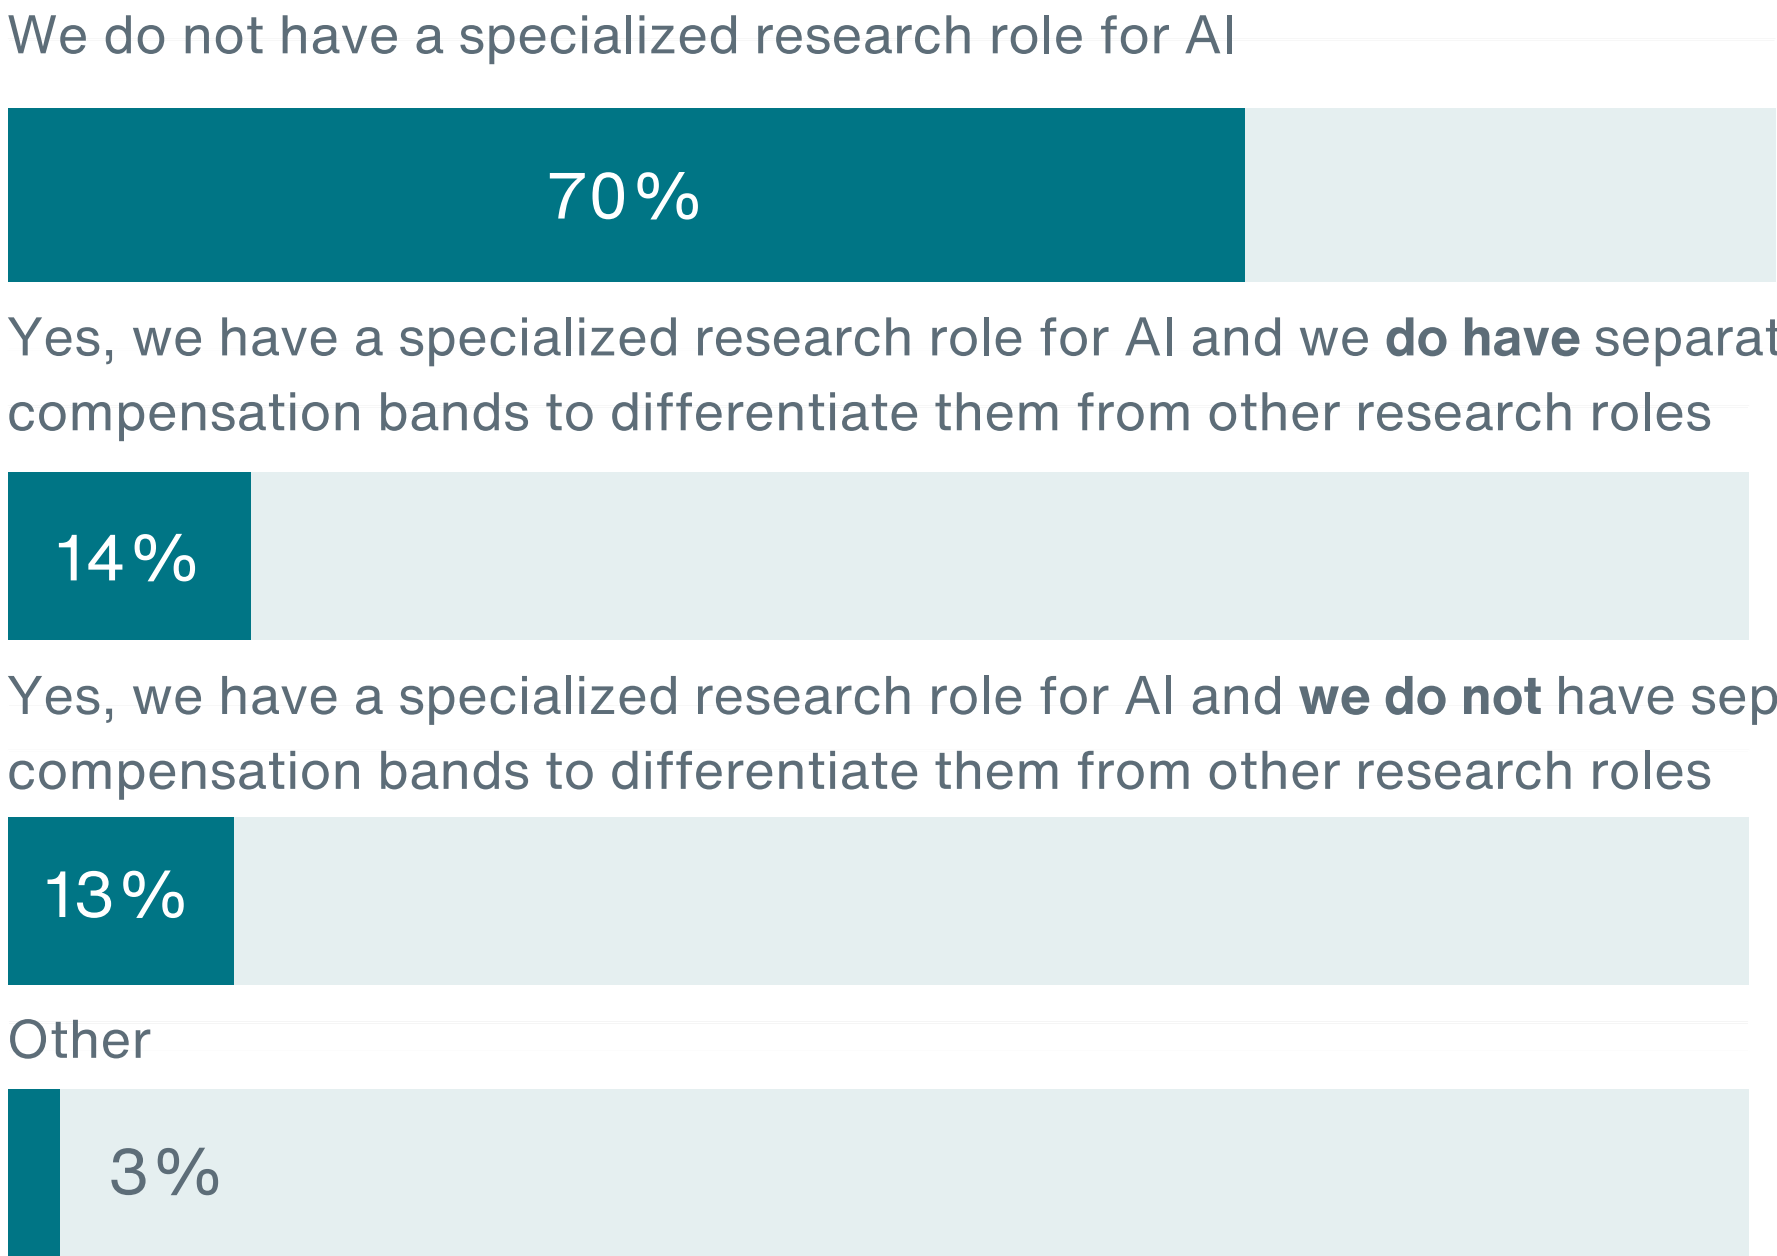 We do not have a specialized research role for AI
70%
Yes, we have a specialized research role for AI and we do have separat
compensation bands to differentiate them from other research roles
14%
Yes, we have a specialized research role for AI and we do not have sep
compensation bands to differentiate them from other research roles
13%
Other
3%